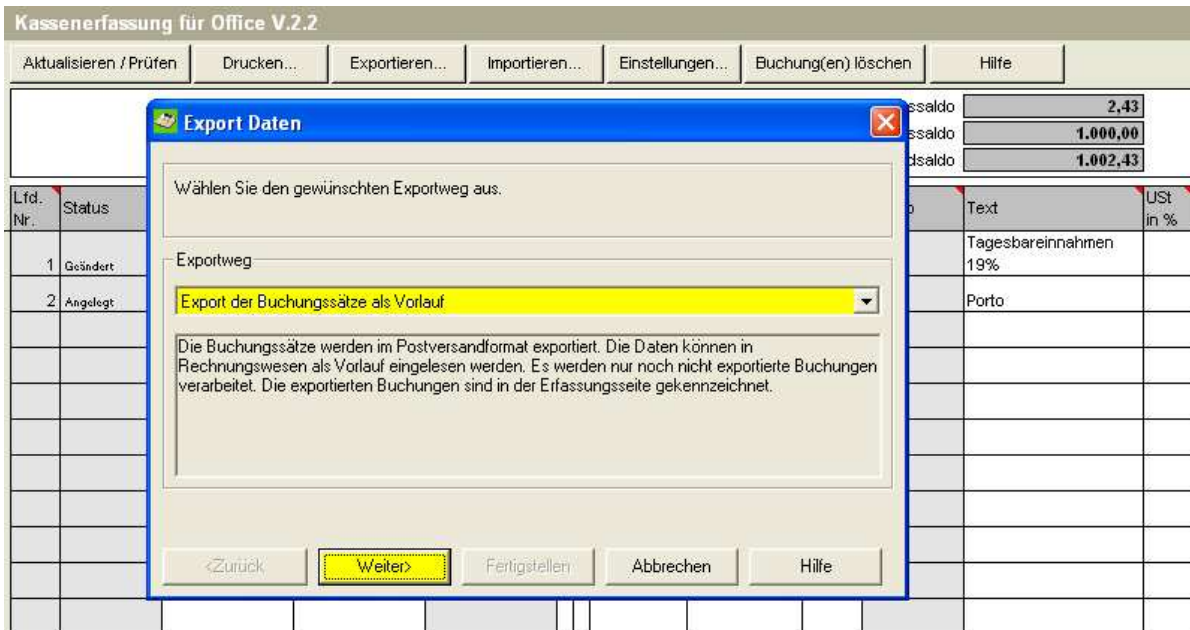 Kassenerfassung für Office V.2.2
Aktualisieren / Prüfen Drucken... Exportieren... Importieren... Einstellungen... Buchung(en) löschen Hilfe
ssaldo 2,43
ssaldo 1.000,00
dsaldo 1.002,43
Export Daten
Wählen Sie den gewünschten Exportweg aus.
Exportweg
Export der Buchungssätze als Vorlauf
Die Buchungssätze werden im Postversandformat exportiert. Die Daten können in
Rechnungswesen als Vorlauf eingelesen werden. Es werden nur noch nicht exportierte Buchungen
verarbeitet. Die exportierten Buchungen sind in der Erfassungsseite gekennzeichnet.
<Zurück Weiter> Fertigstellen Abbrechen Hilfe
Lfd.
Nr. Status Text USt
in %
1 Geändert Tagesbareinnahmen
19%
2 Angelegt Porto